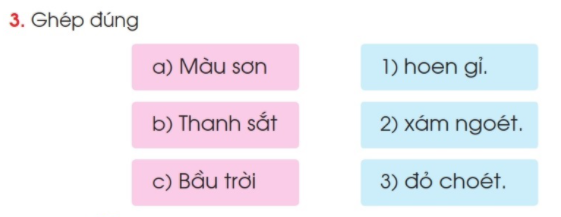 3. Ghép đúng
a) Màu sơn 1) hoen gỉ.
b) Thanh sắt 2) xám ngoét.
c) Bầu trời 3) đỏ choét.